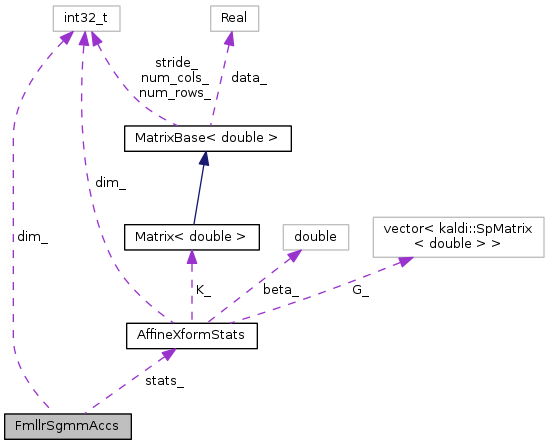 int32_t
Real
stride_
num_cols_
num_rows_
data_
MatrixBase< double >
dim_
Matrix< double >
double
vector< kaldi::SpMatrix
< double > >
dim_
K_
beta_
G_
AffineXformStats
stats_
FmllrSgmmAccs